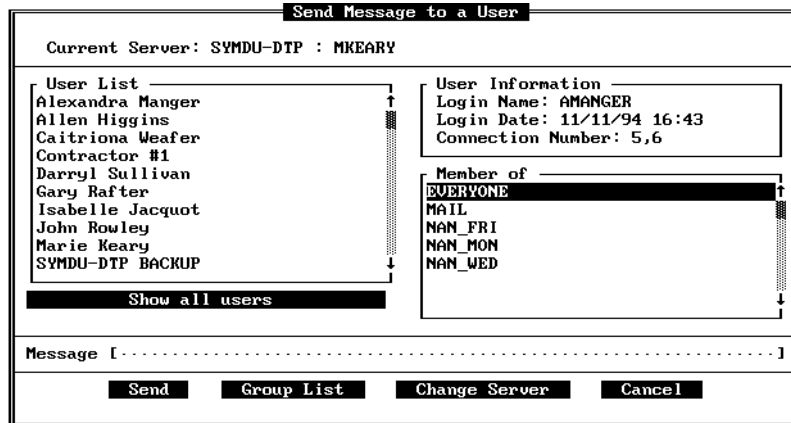 Send Message to a User
Current Server: SYMDU-DTP : MKEARY
User List
Alexandra Manger
Allen Higgins
Caitriona Weafer
Contractor #1
Darryl Sullivan
Gary Rafter
Isabelle Jacquot
John Rowley
Marie Keary
SYMDU-DTP BACKUP
Show all users
User Information
Login Name: AMANGER
Login Date: 11/11/94 16:43
Connection Number: 5,6
Member of
EVERYONE
MAIL
NAN_FRI
NAN_MON
NAN_WED
Message [..................................................................]
Send Group List Change Server Cancel